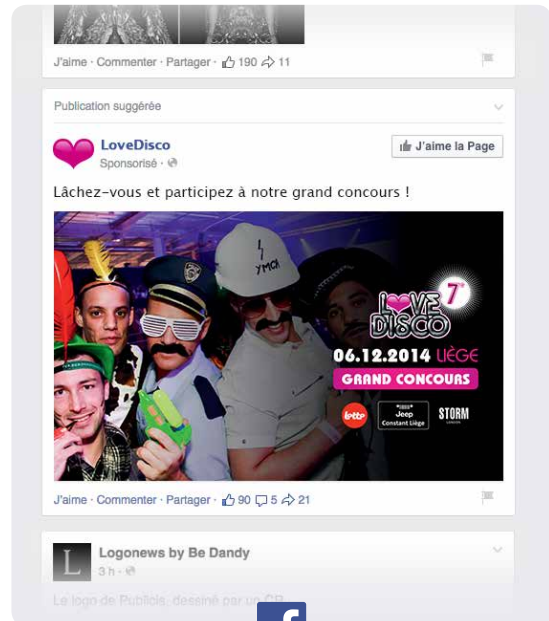 J'aime · Commenter · Partager · 190 11
Publication suggérée
LoveDisco
Sponsorisé ·
J'aime la Page
Lâchez-vous et participez à notre grand concours !
YMCA
LOVE DISCO 7e
06.12.2014 LIÈGE
GRAND CONCOURS
lotto
Jeep
Constant Liège
STORM
LONDON
J'aime · Commenter · Partager · 90 5 21
L
Logonews by Be Dandy
3 h ·
Le logo de Publicis, dessiné par un
f